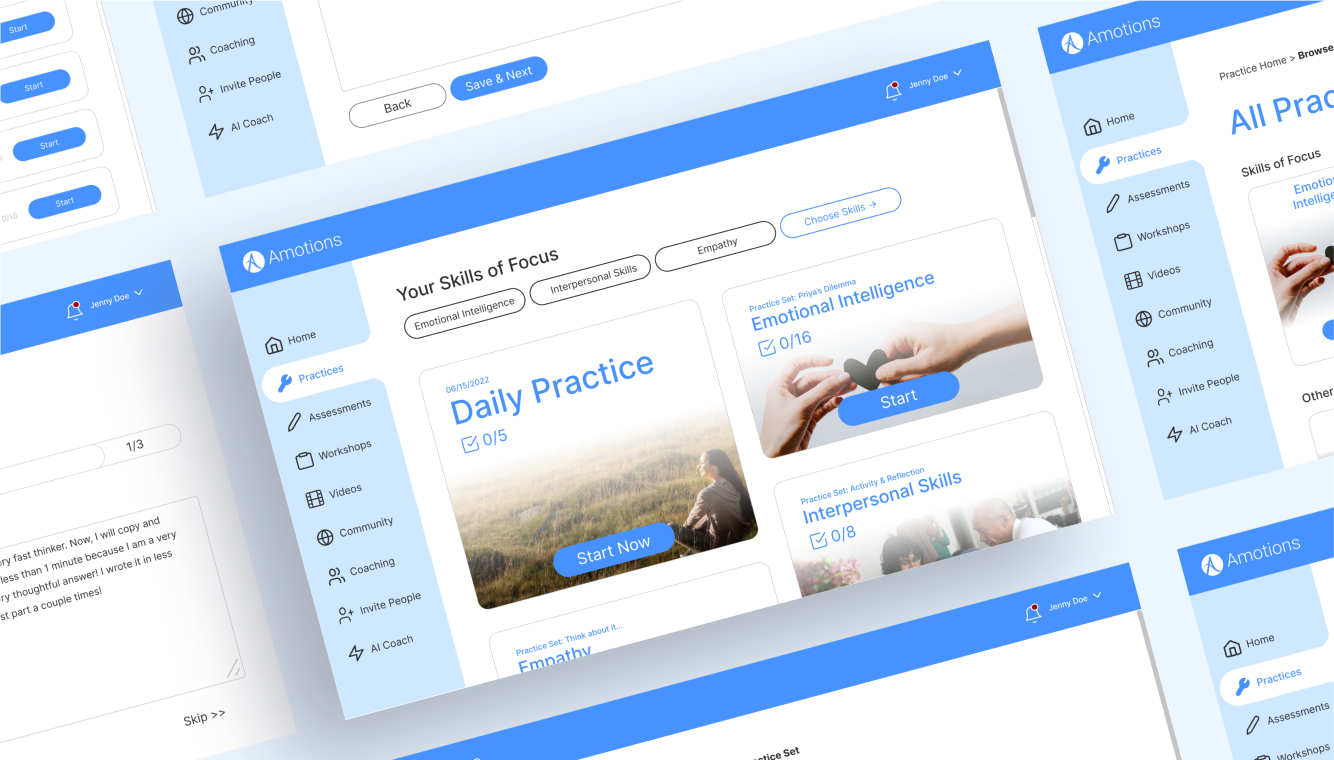 Start
Start
Start
0/16
Start
Community
Coaching
Invite People
AI Coach
Back
Save & Next
Jenny Doe
1/3
ery fast thinker. Now, I will copy and
less than 1 minute because I am a very
ry thoughtful answer! I wrote it in less
st part a couple times!
Skip >>
Amotions
Jenny Doe
Home
Practices
Assessments
Workshops
Videos
Community
Coaching
Invite People
AI Coach
Your Skills of Focus
Emotional Intelligence
Interpersonal Skills
Empathy
Choose Skills →
06/15/2022
Daily Practice
0/5
Start Now
Practice Set: Priya's Dilemma
Emotional Intelligence
0/16
Start
Practice Set: Activity & Reflection
Interpersonal Skills
0/8
Practice Set: Think about it...
Empathy
Amotions
Practice Home > Browse
All Prac
Skills of Focus
Emotion
Intellige
Other
Home
Practices
Assessments
Workshops
Videos
Community
Coaching
Invite People
AI Coach
Jenny Doe
ctice Set
Amotions
Home
Practices
Assessments
Workshops